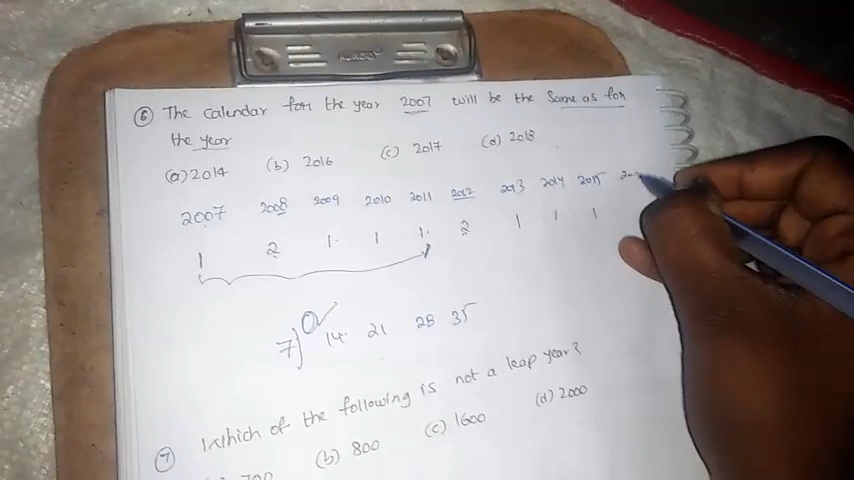 6 The calendar for the year 2007 will be the same as for
the year
(a) 2014 (b) 2016 (c) 2017 (d) 2018
2007 2008 2009 2010 2011 2012 2013 2014 2015
1 2 1 1 1 2 1 1 1
7) 0 14 21 28 35
7 Which of the following is not a leap year?
700 (b) 800 (c) 1600 (d) 2000